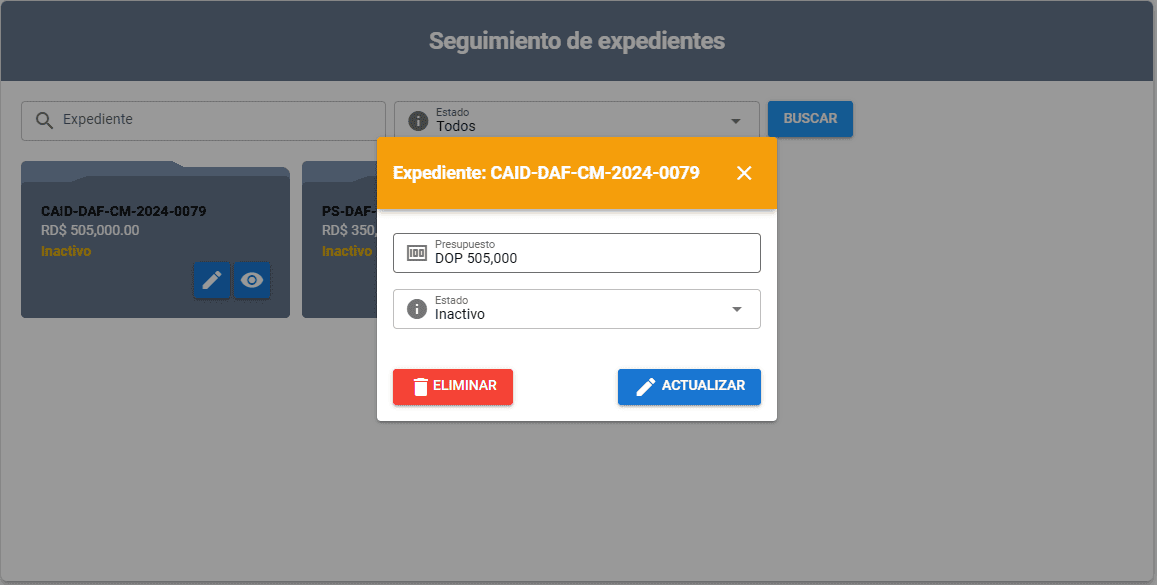 Seguimiento de expedientes
Expediente
Estado
Todos
BUSCAR
CAID-DAF-CM-2024-0079
RD$ 505,000.00
Inactivo
PS-DAF-
RD$ 350,
Inactivo
Expediente: CAID-DAF-CM-2024-0079
Presupuesto
DOP 505,000
Estado
Inactivo
ELIMINAR
ACTUALIZAR